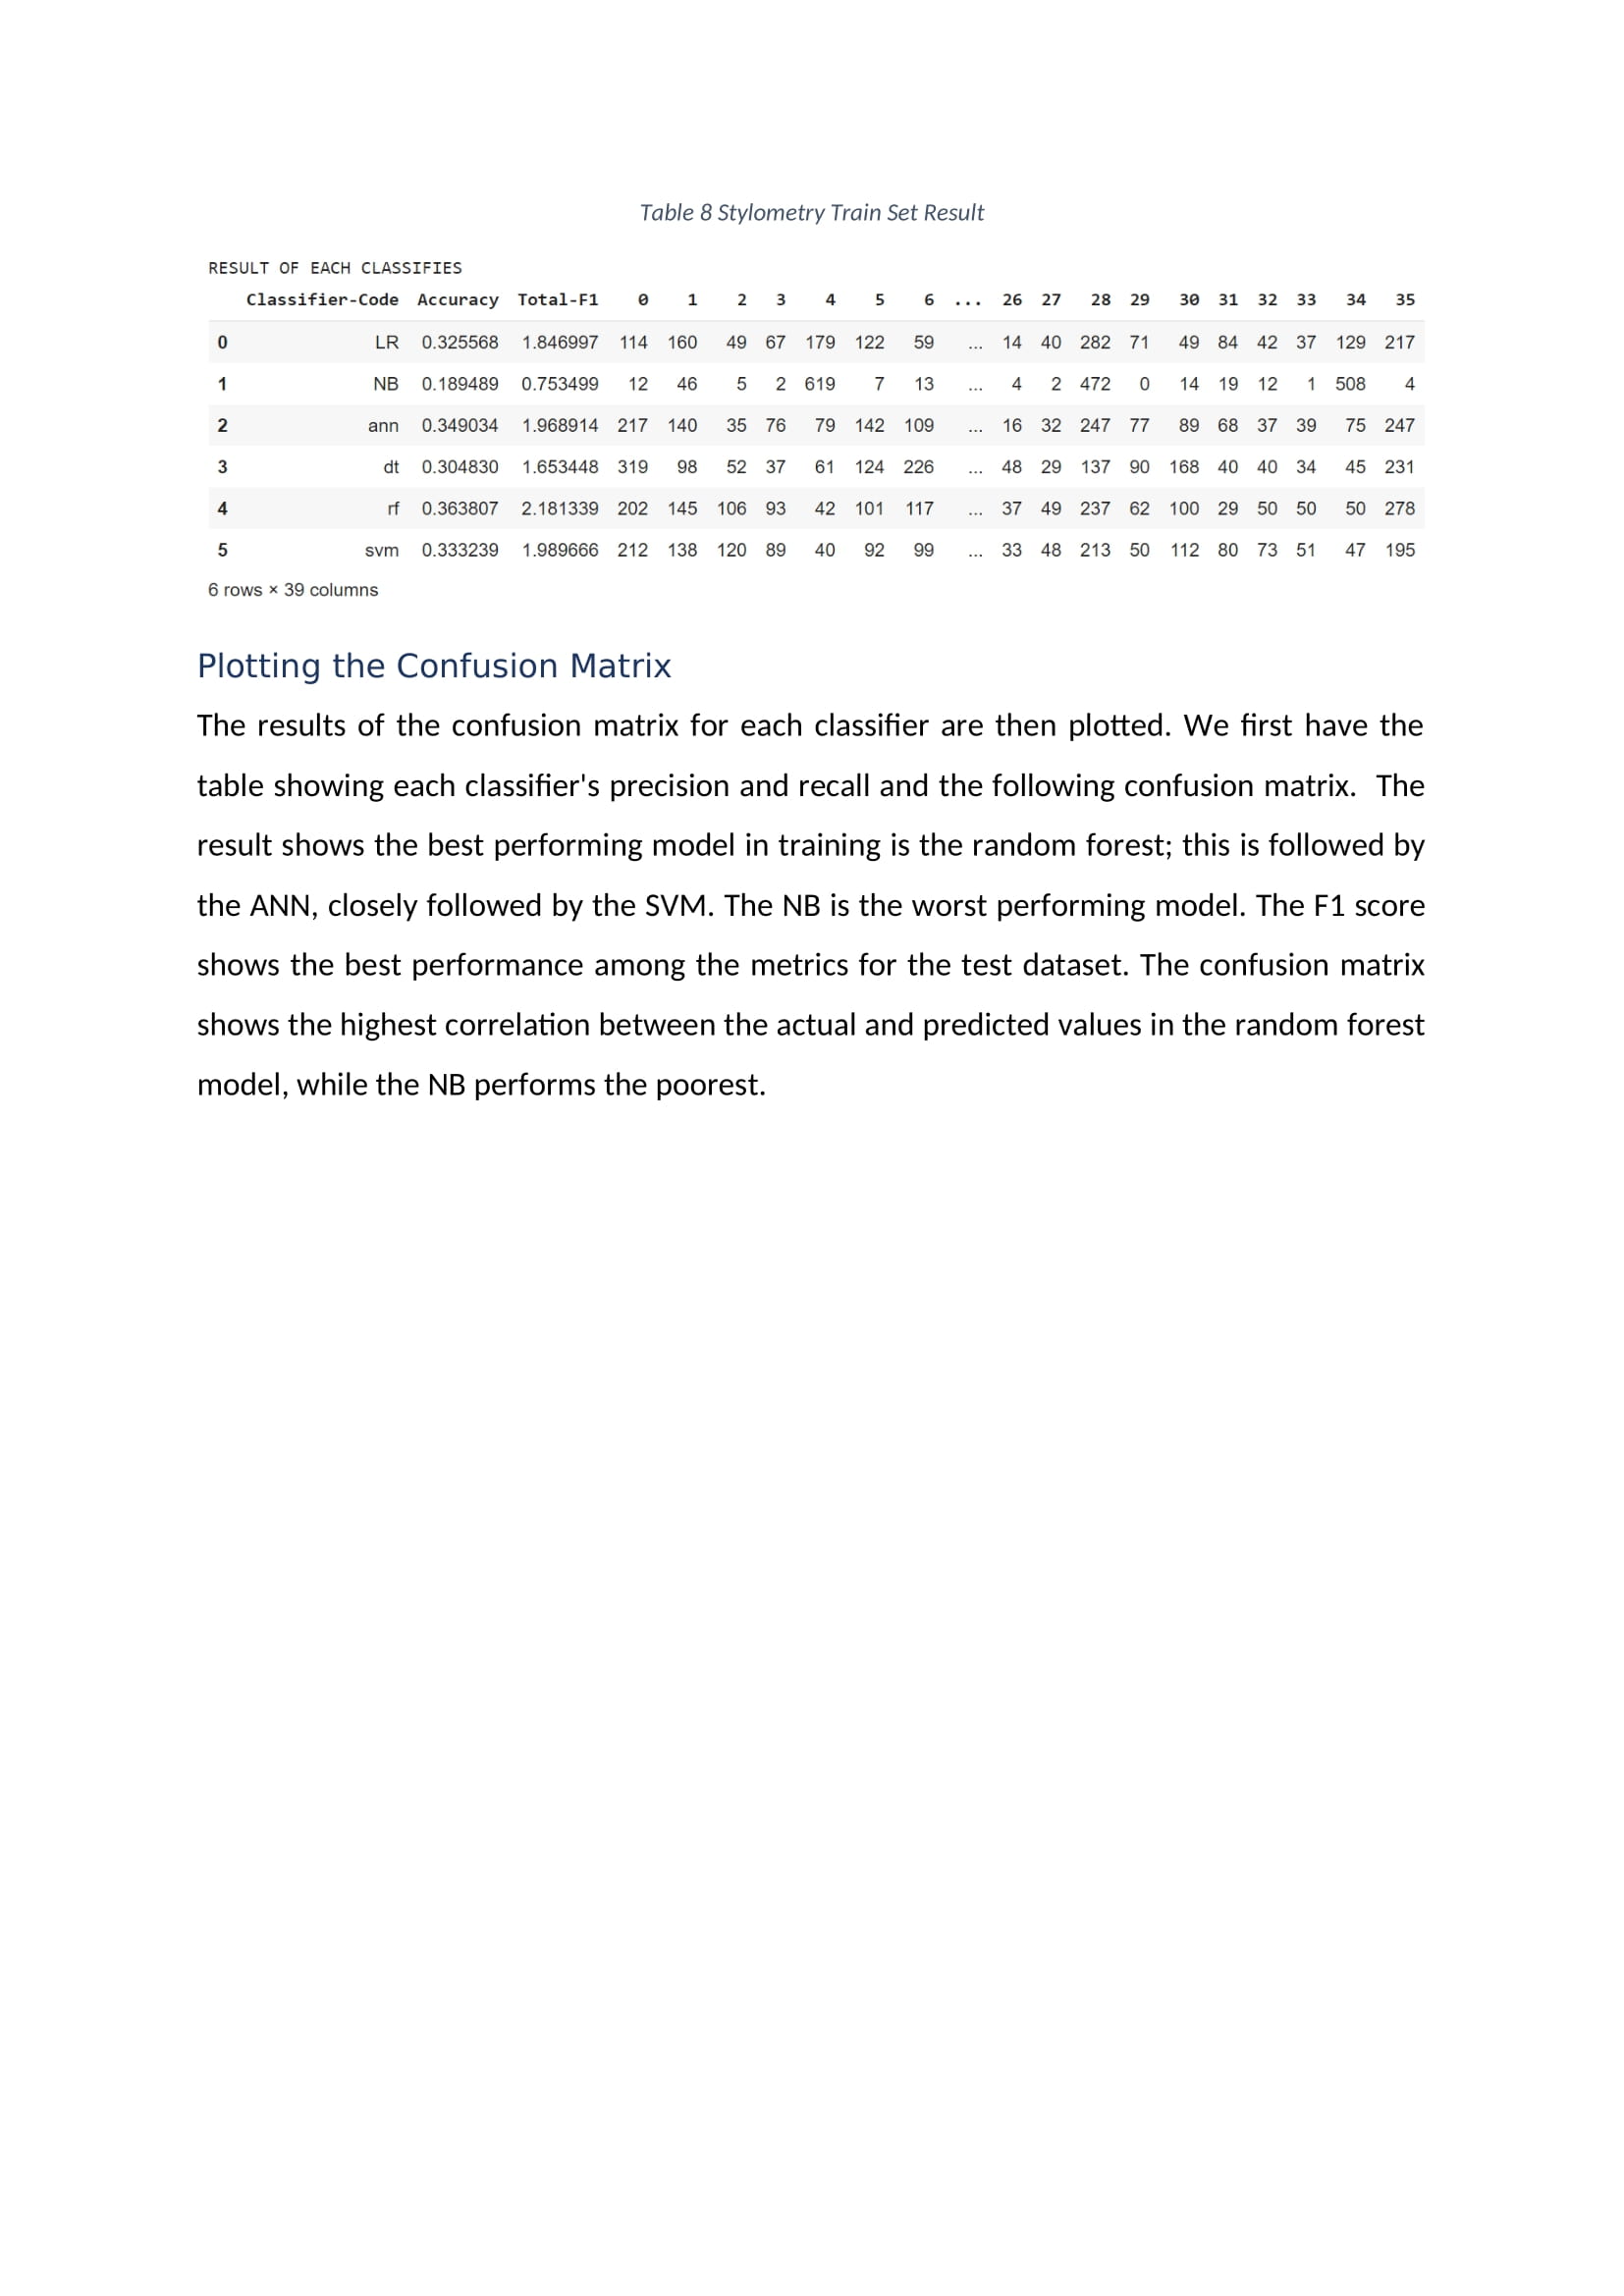 Table 8 Stylometry Train Set Result
RESULT OF EACH CLASSIFIES
Classifier-Code Accuracy Total-F1 0 1 2 3 4 5 6 ... 26 27 28 29 30 31 32 33 34 35
0 LR 0.325568 1.846997 114 160 49 67 179 122 59 ... 14 40 282 71 49 84 42 37 129 217
1 NB 0.189489 0.753499 12 46 5 2 619 7 13 ... 4 2 472 0 14 19 12 1 508 4
2 ann 0.349034 1.968914 217 140 35 76 79 142 109 ... 16 32 247 77 89 68 37 39 75 247
3 dt 0.304830 1.653448 319 98 52 37 61 124 226 ... 48 29 137 90 168 40 40 34 45 231
4 rf 0.363807 2.181339 202 145 106 93 42 101 117 ... 37 49 237 62 100 29 50 50 50 278
5 svm 0.333239 1.989666 212 138 120 89 40 92 99 ... 33 48 213 50 112 80 73 51 47 195
6 rows × 39 columns
Plotting the Confusion Matrix
The results of the confusion matrix for each classifier are then plotted. We first have the
table showing each classifier's precision and recall and the following confusion matrix.  The
result shows the best performing model in training is the random forest; this is followed by
the ANN, closely followed by the SVM. The NB is the worst performing model. The F1 score
shows the best performance among the metrics for the test dataset. The confusion matrix
shows the highest correlation between the actual and predicted values in the random forest
model, while the NB performs the poorest.